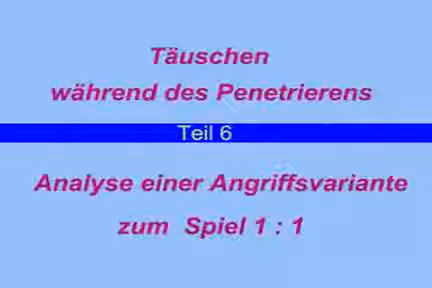 Täuschen
während des Penetrierens
Teil 6
Analyse einer Angriffsvariante
zum Spiel 1 : 1